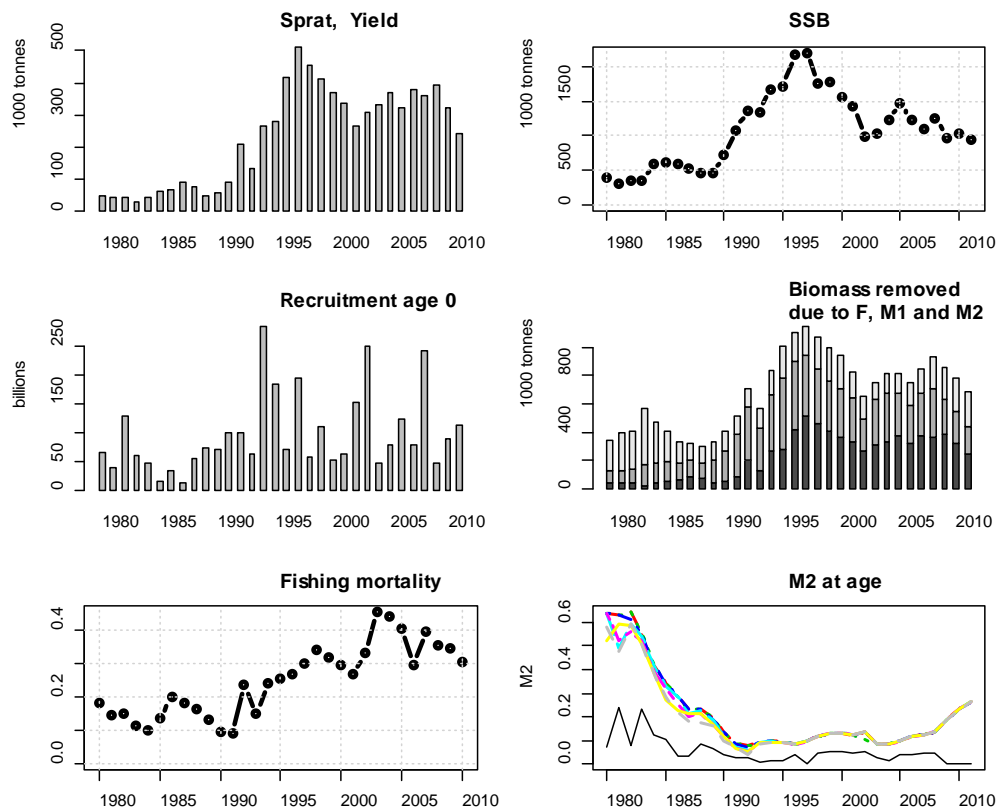 Sprat, Yield
1000 tonnes
0 100 300 500
1980 1985 1990 1995 2000 2005 2010
SSB
1000 tonnes
0 500 1500
1980 1985 1990 1995 2000 2005 2010
Recruitment age 0
billions
0 50 150 250
1980 1985 1990 1995 2000 2005 2010
Biomass removed
due to F, M1 and M2
1000 tonnes
0 400 800
1980 1985 1990 1995 2000 2005 2010
Fishing mortality
0.0 0.2 0.4
1980 1985 1990 1995 2000 2005 2010
M2 at age
M2
0.0 0.2 0.4 0.6
1980 1985 1990 1995 2000 2005 2010